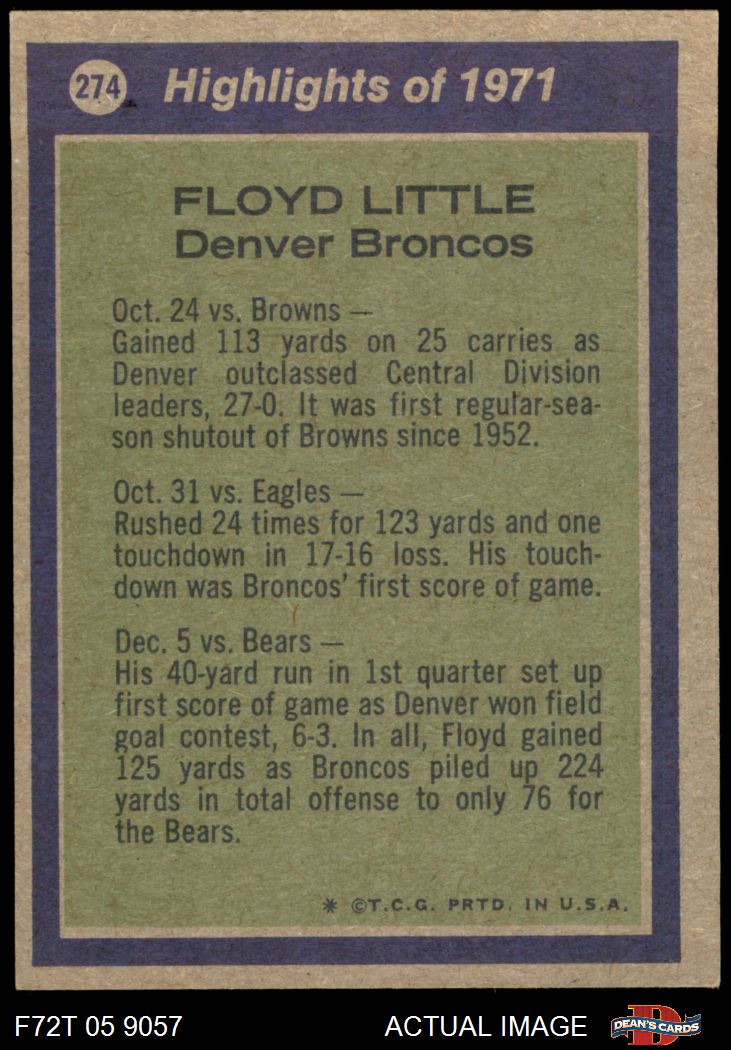 274 Highlights of 1971
FLOYD LITTLE
Denver Broncos
Oct. 24 vs. Browns —
Gained 113 yards on 25 carries as
Denver outclassed Central Division
leaders, 27-0. It was first regular-sea-
son shutout of Browns since 1952.
Oct. 31 vs. Eagles —
Rushed 24 times for 123 yards and one
touchdown in 17-16 loss. His touch-
down was Broncos' first score of game.
Dec. 5 vs. Bears —
His 40-yard run in 1st quarter set up
first score of game as Denver won field
goal contest, 6-3. In all, Floyd gained
125 yards as Broncos piled up 224
yards in total offense to only 76 for
the Bears.
* ©T.C.G. PRTD. IN U.S.A.
F72T 05 9057 ACTUAL IMAGE D DEAN'S CARDS